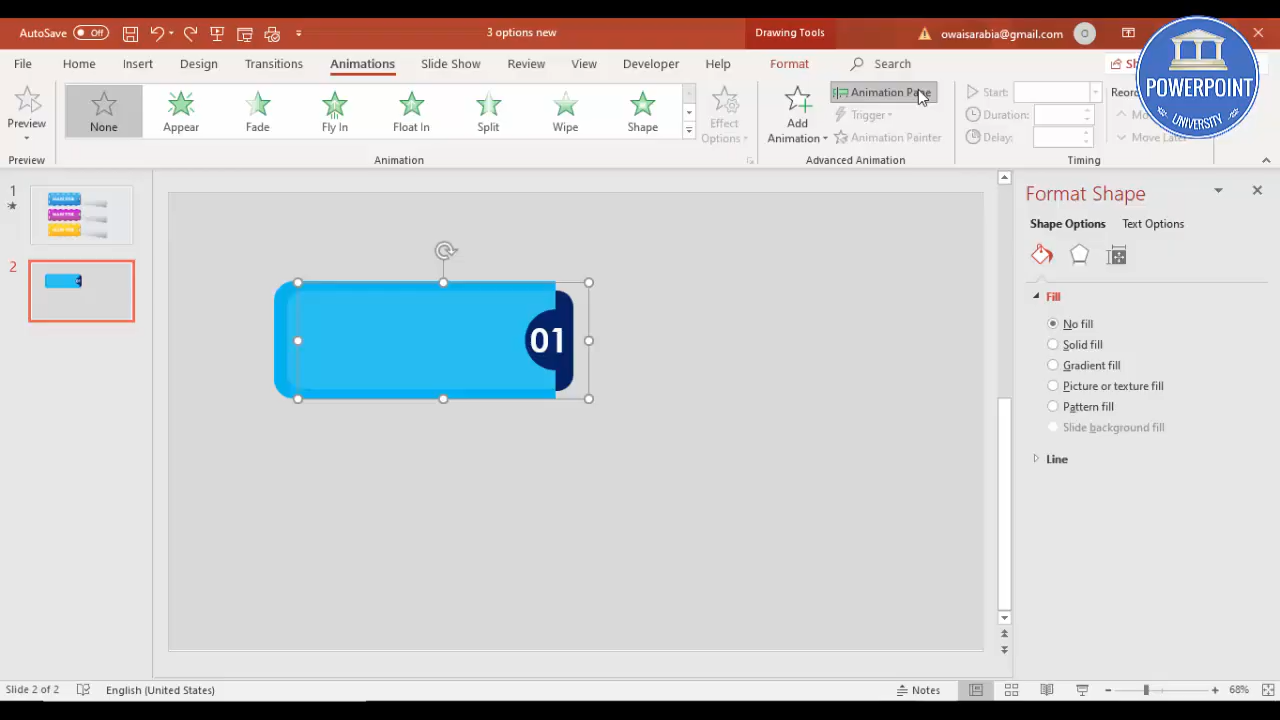 AutoSave Off 3 options new Drawing Tools owaisarabia@gmail.com O
File Home Insert Design Transitions Animations Slide Show Review View Developer Help Format Search
Preview None Appear Fade Fly In Float In Split Wipe Shape Effect Options Add Animation
Animation Pane
Trigger
Animation Painter
Start:
Duration:
Delay:
Preview Animation Advanced Animation Timing
POWERPOINT
UNIVERSITY
1
2
01
Format Shape
Shape Options Text Options
Fill
No fill
Solid fill
Gradient fill
Picture or texture fill
Pattern fill
Slide background fill
Line
Slide 2 of 2 English (United States) Notes 68%